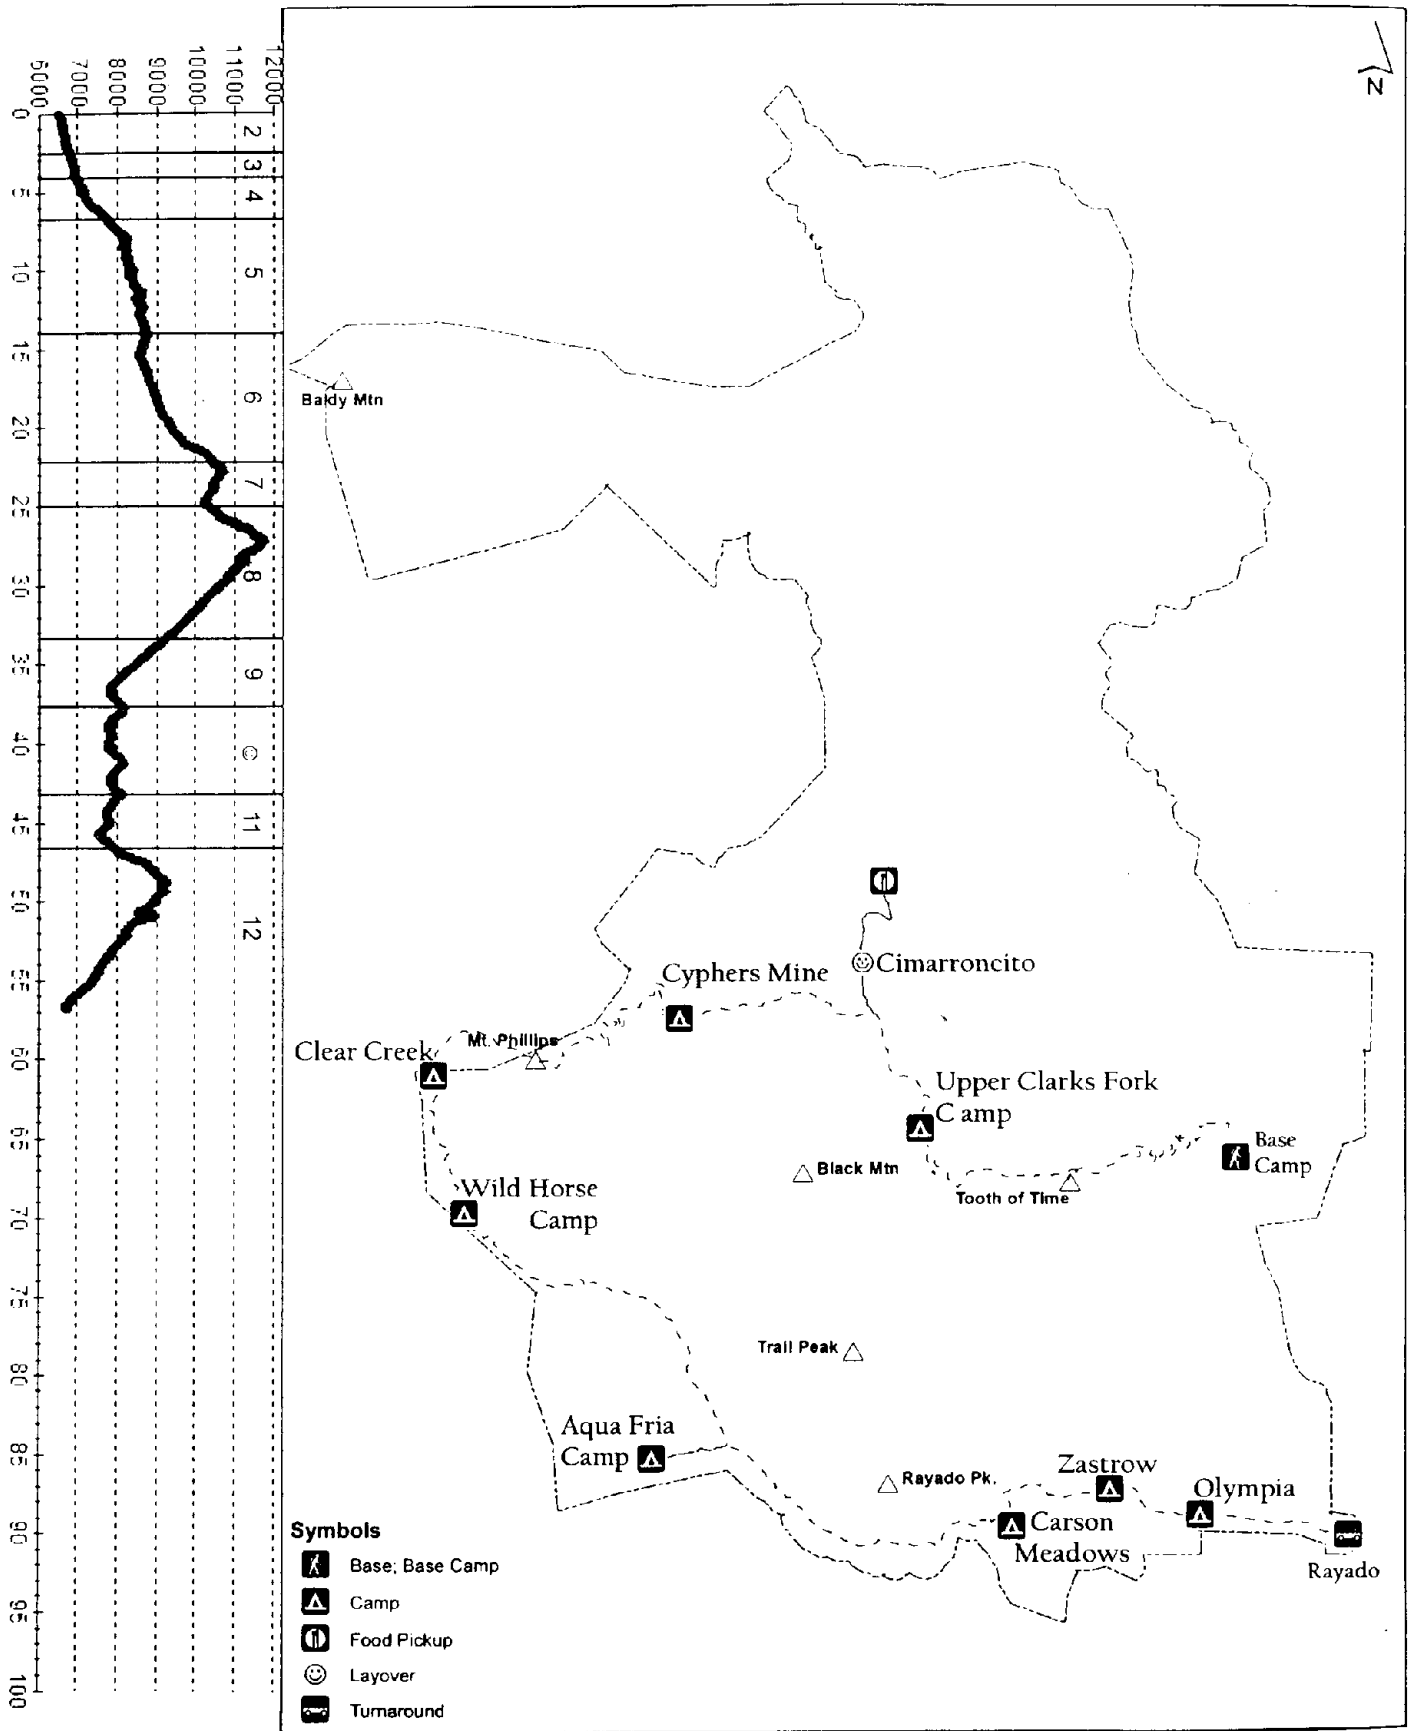 6000
7000
8000
9000
10000
11000
12000
0
5
10
15
20
25
30
35
40
45
50
55
60
65
70
75
80
85
90
95
100
2
3
4
5
6
7
8
9
☺
11
12
N
Baldy Mtn
Cimarroncito
Cyphers Mine
Mt. Phillips
Clear Creek
Upper Clarks Fork
Camp
Base
Camp
Black Mtn
Tooth of Time
Wild Horse
Camp
Trail Peak
Aqua Fria
Camp
Rayado Pk.
Zastrow
Olympia
Carson
Meadows
Rayado
Symbols
Base; Base Camp
Camp
Food Pickup
Layover
Turnaround